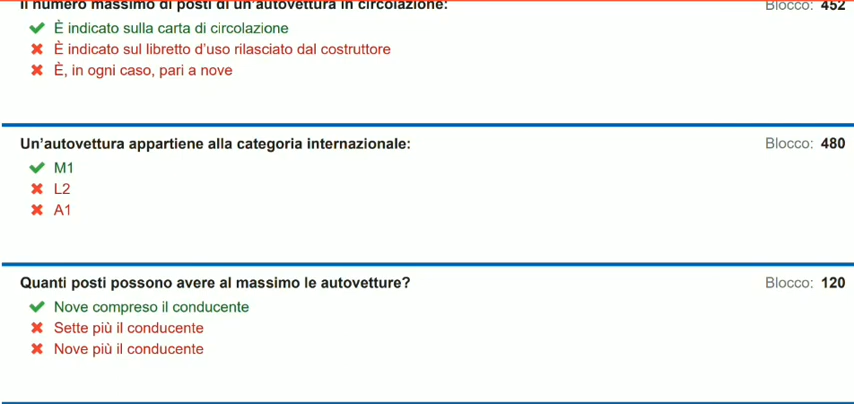 Il numero massimo di posti di un'autovettura in circolazione: Blocco: 452
È indicato sulla carta di circolazione
È indicato sul libretto d'uso rilasciato dal costruttore
È, in ogni caso, pari a nove
Un'autovettura appartiene alla categoria internazionale: Blocco: 480
M1
L2
A1
Quanti posti possono avere al massimo le autovetture? Blocco: 120
Nove compreso il conducente
Sette più il conducente
Nove più il conducente